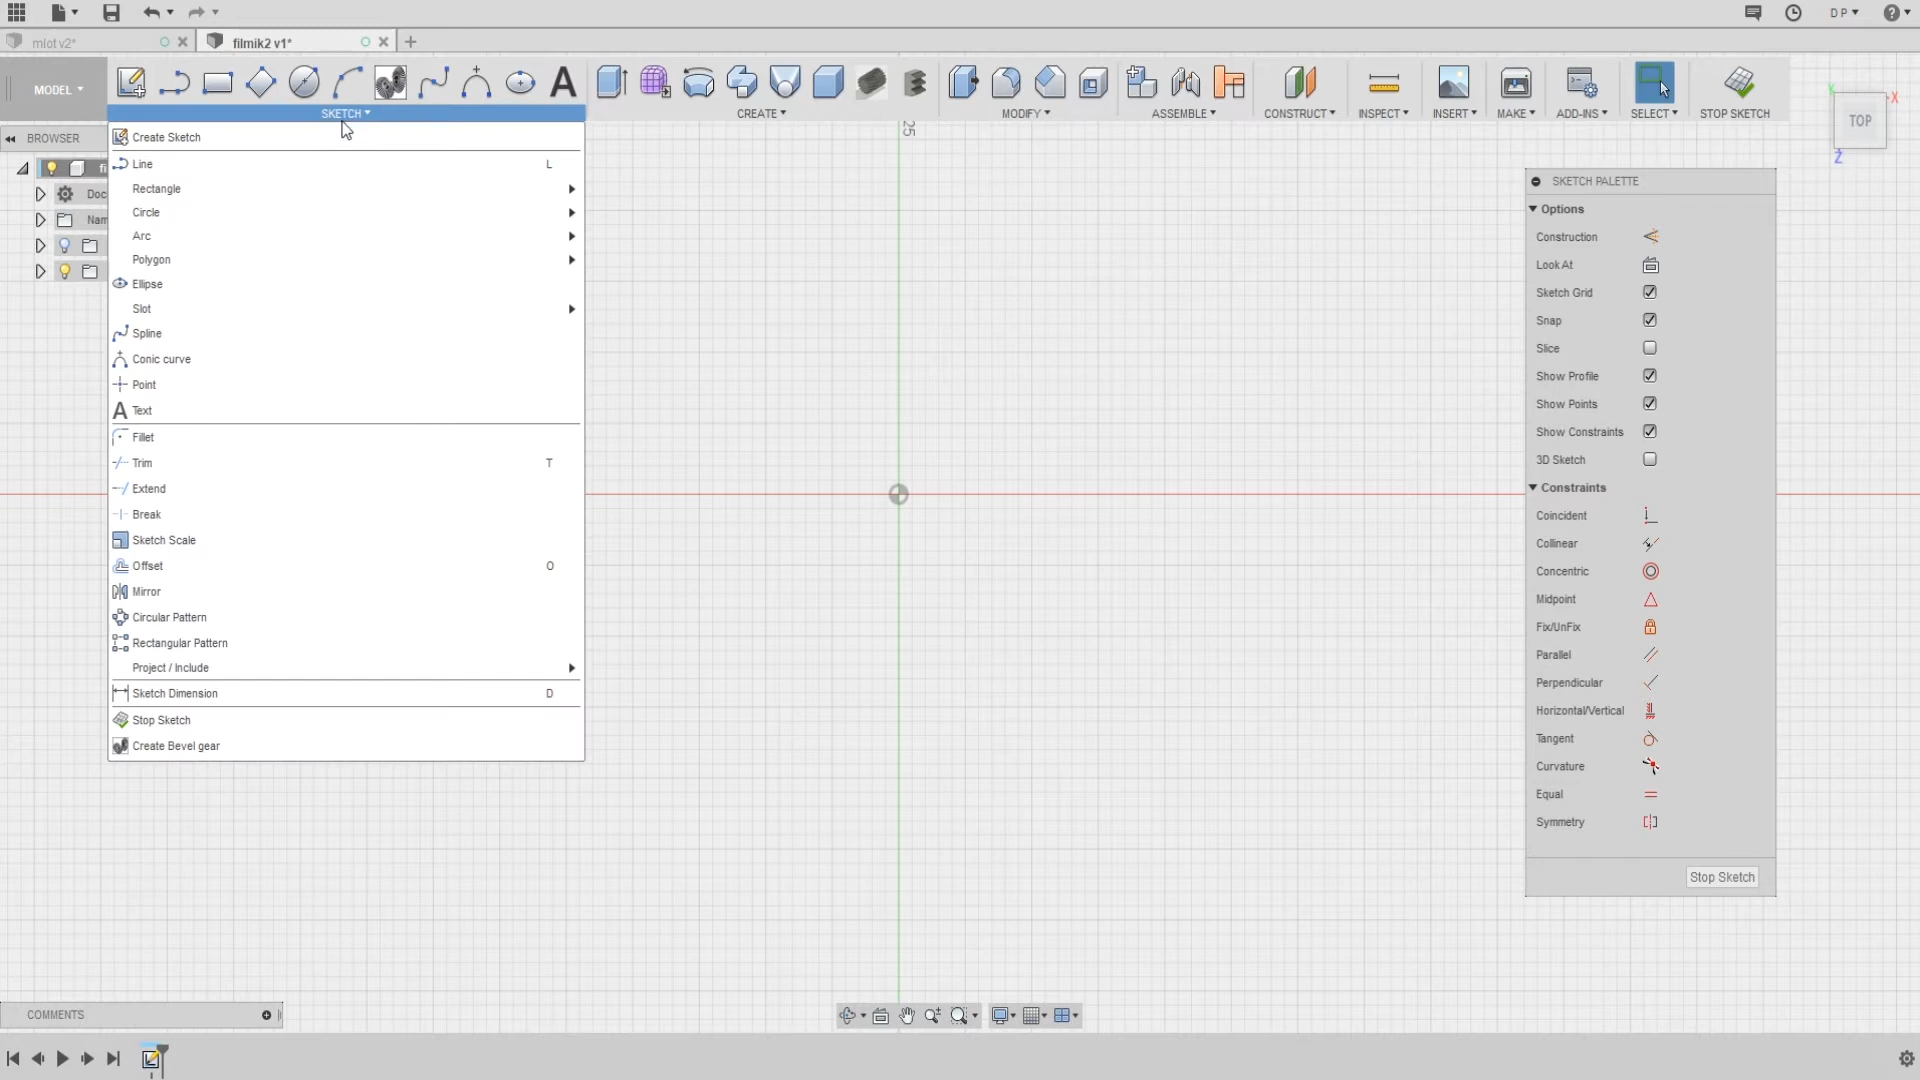 D P
mlot v2*
filmik2 v1*
MODEL
SKETCH
CREATE
MODIFY
ASSEMBLE
CONSTRUCT
INSPECT
INSERT
MAKE
ADD-INS
SELECT
STOP SKETCH
TOP
X
Z
25
BROWSER
Doc
Nam
Create Sketch
Line L
Rectangle
Circle
Arc
Polygon
Ellipse
Slot
Spline
Conic curve
Point
Text
Fillet
Trim T
Extend
Break
Sketch Scale
Offset O
Mirror
Circular Pattern
Rectangular Pattern
Project / Include
Sketch Dimension D
Stop Sketch
Create Bevel gear
SKETCH PALETTE
Options
Construction
Look At
Sketch Grid
Snap
Slice
Show Profile
Show Points
Show Constraints
3D Sketch
Constraints
Coincident
Collinear
Concentric
Midpoint
Fix/UnFix
Parallel
Perpendicular
Horizontal/Vertical
Tangent
Curvature
Equal
Symmetry
Stop Sketch
COMMENTS